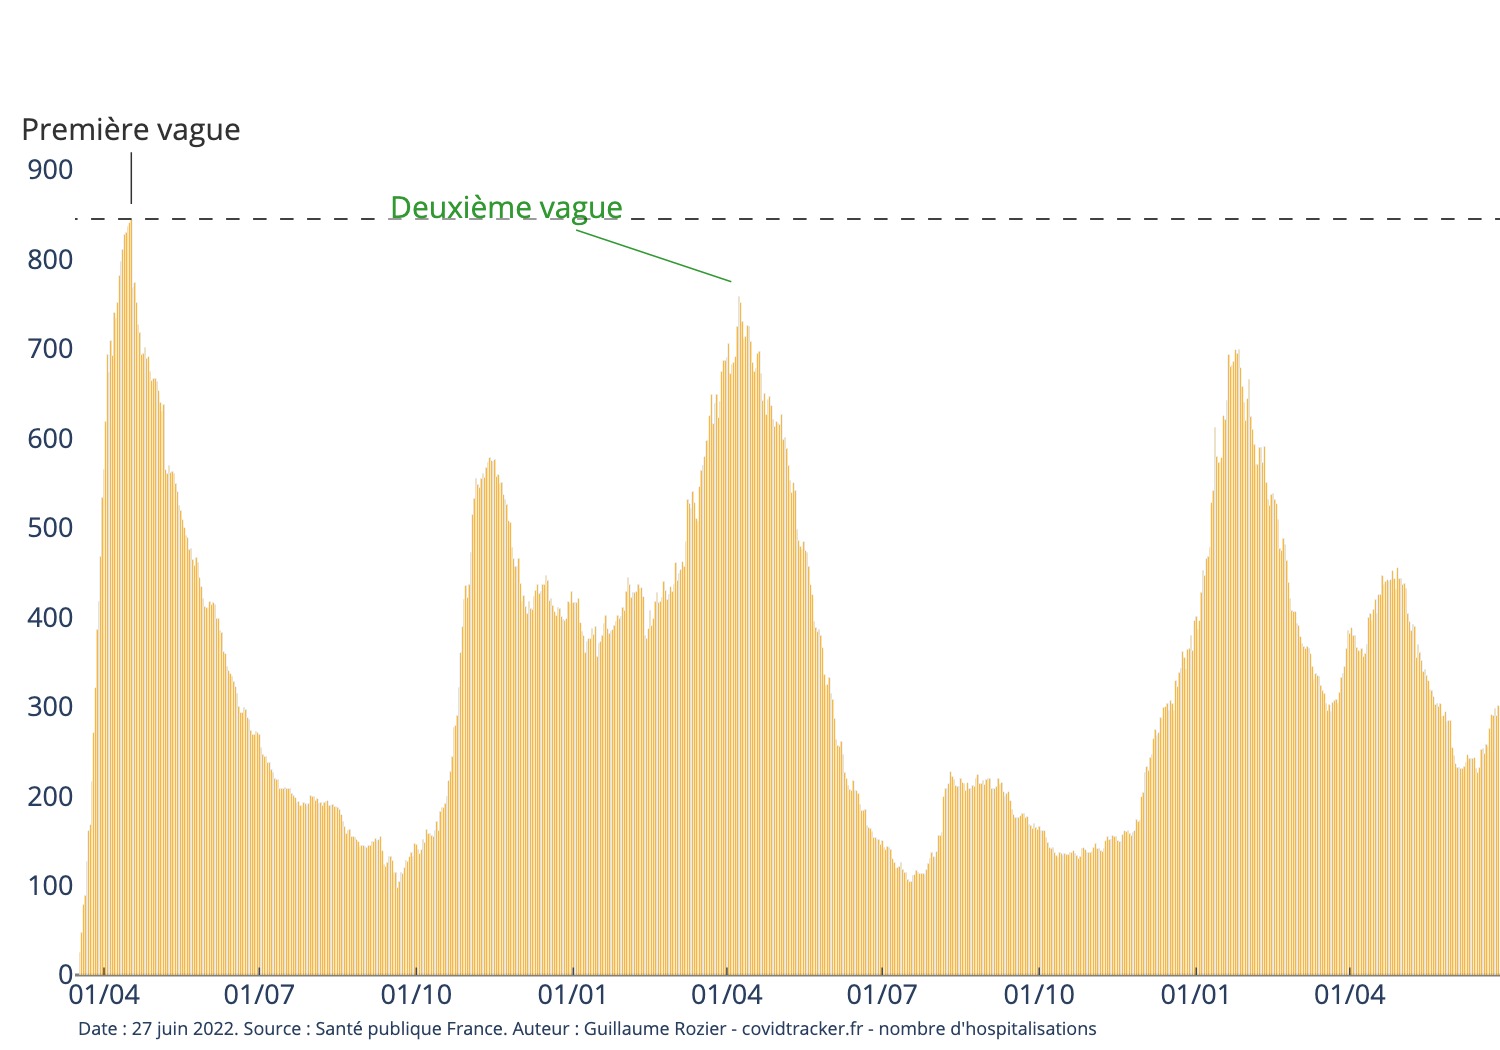 Première vague
900
Deuxième vague
800
700
600
500
400
300
200
100
0
01/04 01/07 01/10 01/01 01/04 01/07 01/10 01/01 01/04
Date : 27 juin 2022. Source : Santé publique France. Auteur : Guillaume Rozier - covidtracker.fr - nombre d'hospitalisations